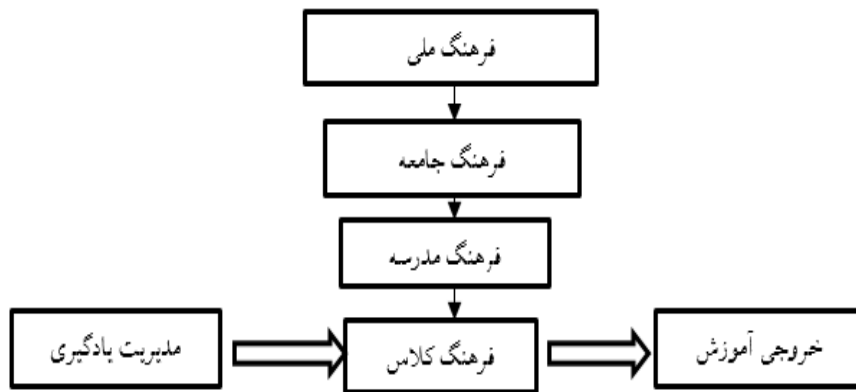 فرهنگ ملی
فرهنگ جامعه
فرهنگ مدرسه
مدیریت یادگیری
فرهنگ کلاس
خروجی آموزش